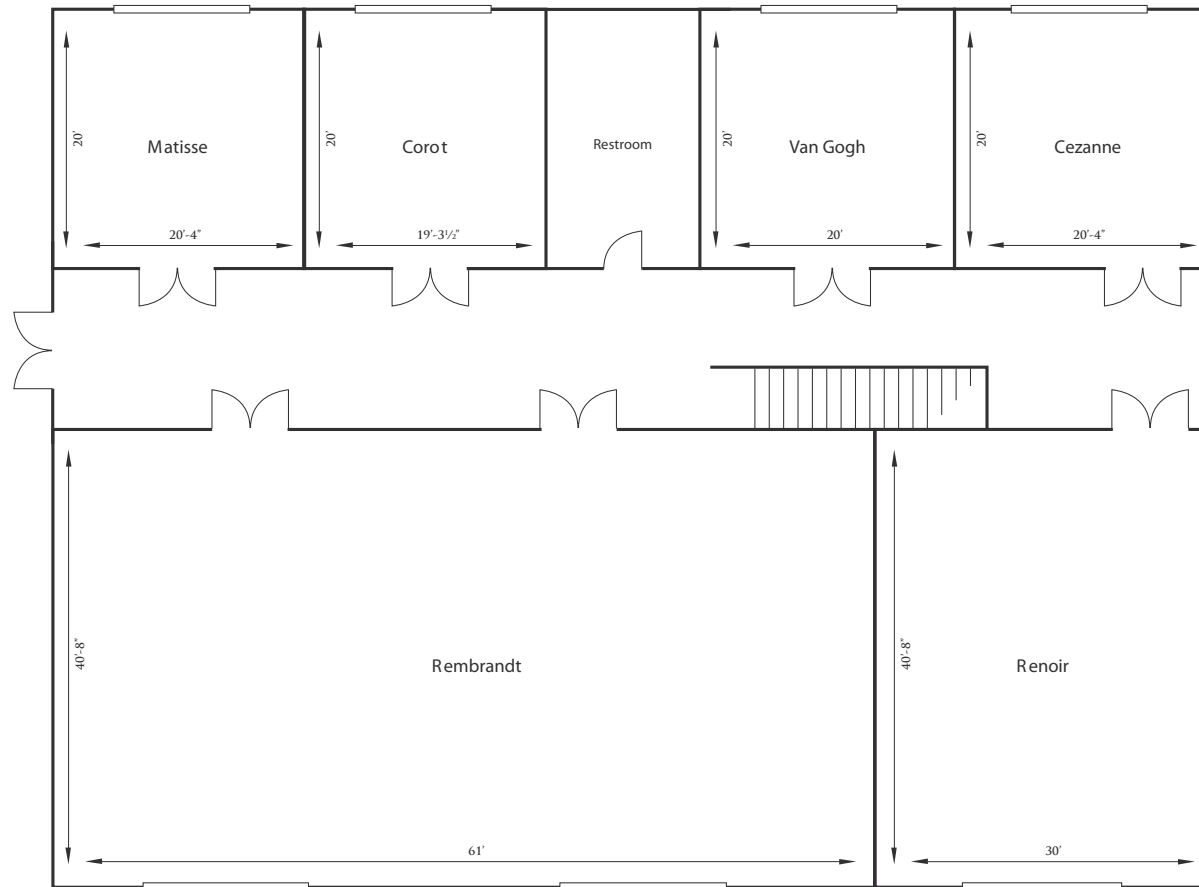 Matisse
20'
20'-4"
Corot
20'
19'-3½"
Restroom
Van Gogh
20'
20'
Cezanne
20'
20'-4"
Rembrandt
40'-8"
61'
Renoir
40'-8"
30'